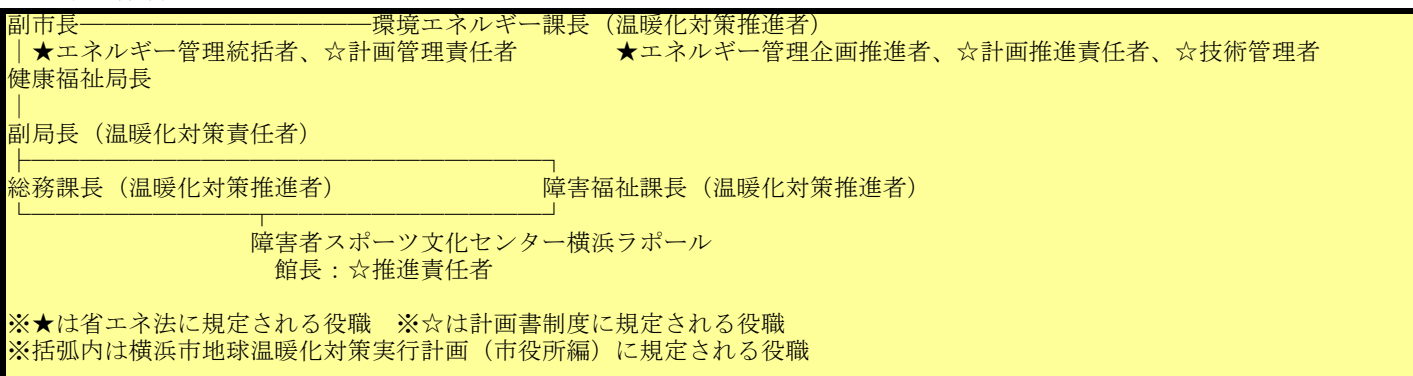 副市長――――――――――――環境エネルギー課長（温暖化対策推進者）
｜★エネルギー管理統括者、☆計画管理責任者　　　　★エネルギー管理企画推進者、☆計画推進責任者、☆技術管理者
健康福祉局長
｜
副局長（温暖化対策責任者）
├―――――――――――――――――――――┐
総務課長（温暖化対策推進者）　　　　　　　　　障害福祉課長（温暖化対策推進者）
└―――――――――┬―――――――――――┘
障害者スポーツ文化センター横浜ラポール
館長：☆推進責任者
※★は省エネ法に規定される役職　※☆は計画書制度に規定される役職
※括弧内は横浜市地球温暖化対策実行計画（市役所編）に規定される役職